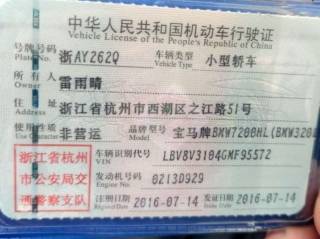 中华人民共和国机动车行驶证
Vehicle License of the People's Republic of China
号牌号码 浙AY262Q 车辆类型 小型轿车
Plate No. Vehicle Type
所有人 雷雨晴
Owner
住址 浙江省杭州市西湖区之江路51号
Address
使用性质 非营运 品牌型号 宝马牌BMW7200HL(BMW320
浙江省杭州市公安局交通警察支队
车辆识别代号 LBV8V3104GMF95572
VIN
发动机号码 0213D929
Engine No.
注册日期 2016-07-14 发证日期 2016-07-14
Register Date Issue Date